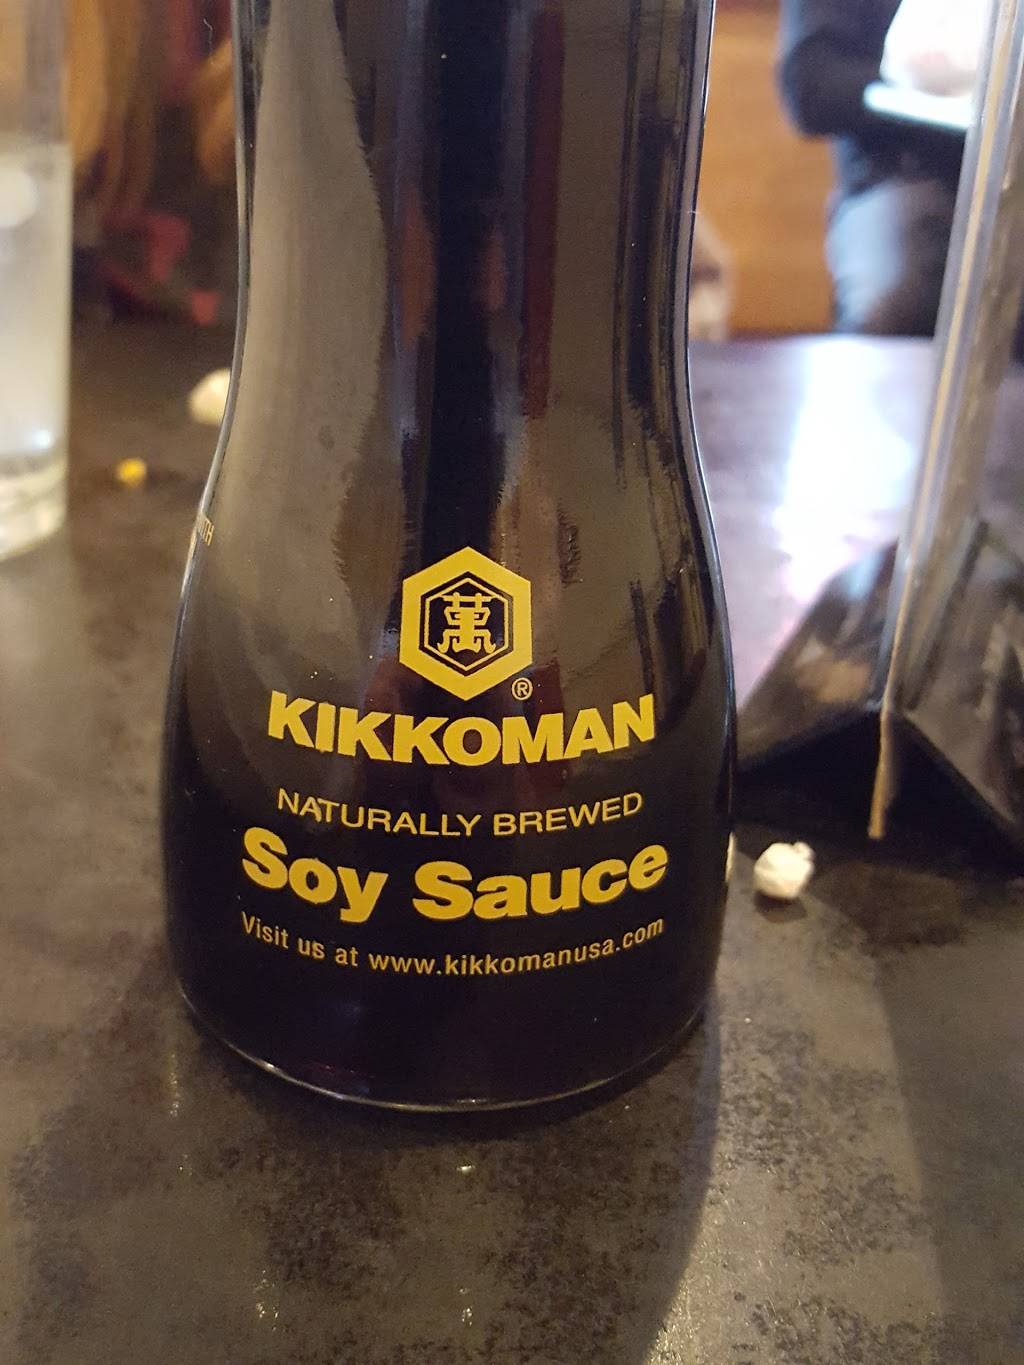 萬
®
KIKKOMAN
NATURALLY BREWED
Soy Sauce
Visit us at www.kikkomanusa.com